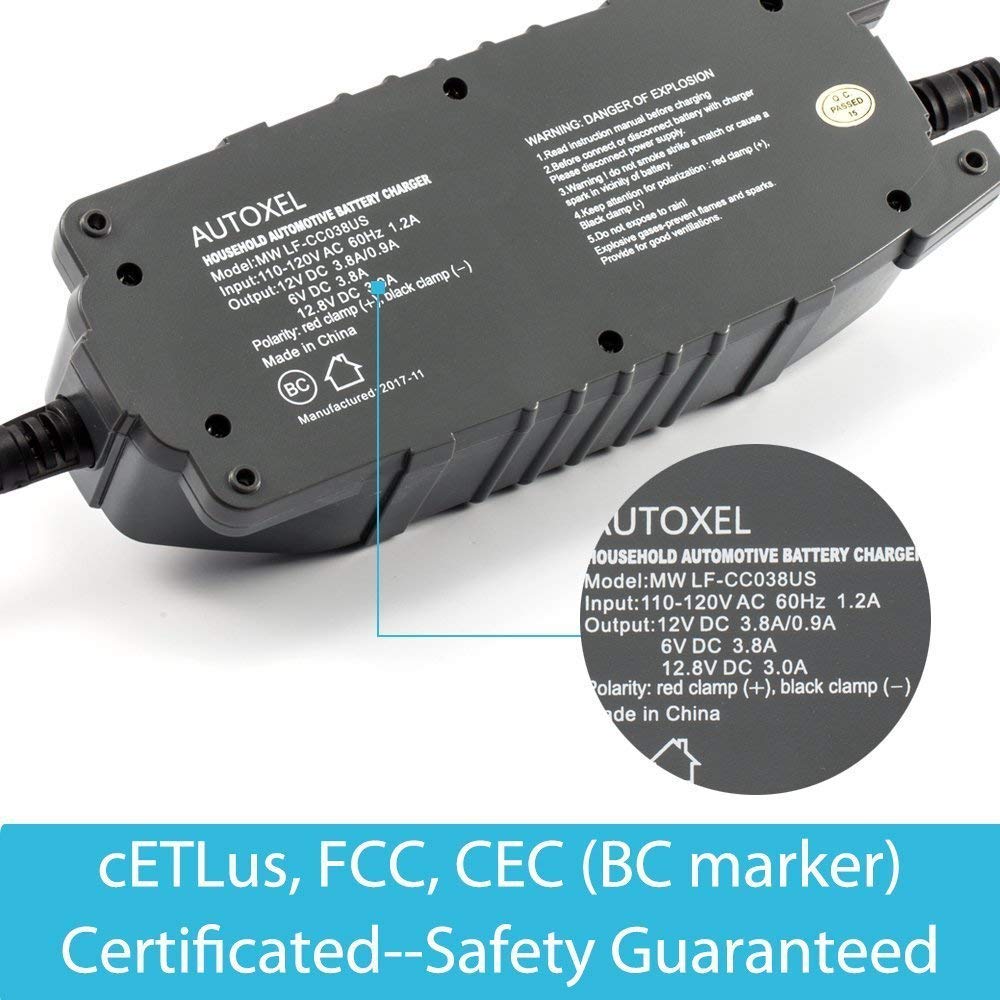 AUTOXEL
HOUSEHOLD AUTOMOTIVE BATTERY CHARGER
Model:MW LF-CC038US
Input:110-120V AC 60Hz 1.2A
Output:12V DC 3.8A/0.9A
6V DC 3.8A
12.8V DC 3.0A
Polarity: red clamp (+), black clamp (−)
Made in China
BC
Manufactured: 2017-11
WARNING: DANGER OF EXPLOSION
1.Read instruction manual before charging
2.Before connect or disconnect battery with charger
Please disconnect power supply.
3.Warning ! do not smoke strike a match or cause a
spark in vicinity of battery.
4.Keep attention for polarization : red clamp (+),
Black clamp (-)
5.Do not expose to rain!
Explosive gases-prevent flames and sparks.
Provide for good ventilations.
Q.C.
PASSED
15
AUTOXEL
HOUSEHOLD AUTOMOTIVE BATTERY CHARGER
Model:MW LF-CC038US
Input:110-120V AC 60Hz 1.2A
Output:12V DC 3.8A/0.9A
6V DC 3.8A
12.8V DC 3.0A
Polarity: red clamp (+), black clamp (−)
ade in China
cETLus, FCC, CEC (BC marker)
Certificated--Safety Guaranteed